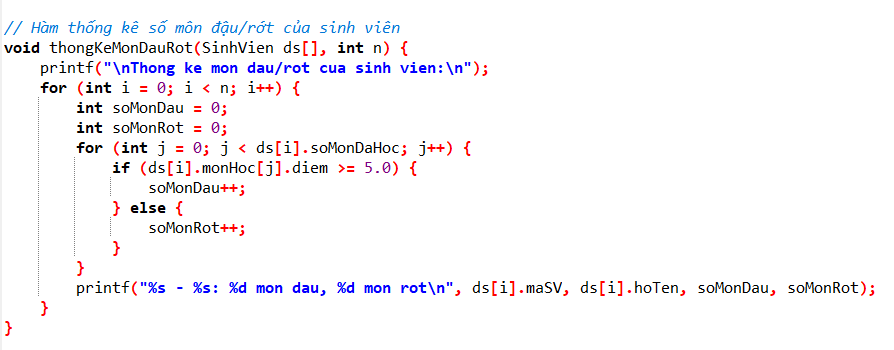 // Hàm thống kê số môn đậu/rớt của sinh viên
void thongKeMonDauRot(SinhVien ds[], int n) {
    printf("\nThong ke mon dau/rot cua sinh vien:\n");
    for (int i = 0; i < n; i++) {
        int soMonDau = 0;
        int soMonRot = 0;
        for (int j = 0; j < ds[i].soMonDaHoc; j++) {
            if (ds[i].monHoc[j].diem >= 5.0) {
                soMonDau++;
            } else {
                soMonRot++;
            }
        }
        printf("%s - %s: %d mon dau, %d mon rot\n", ds[i].maSV, ds[i].hoTen, soMonDau, soMonRot);
    }
}